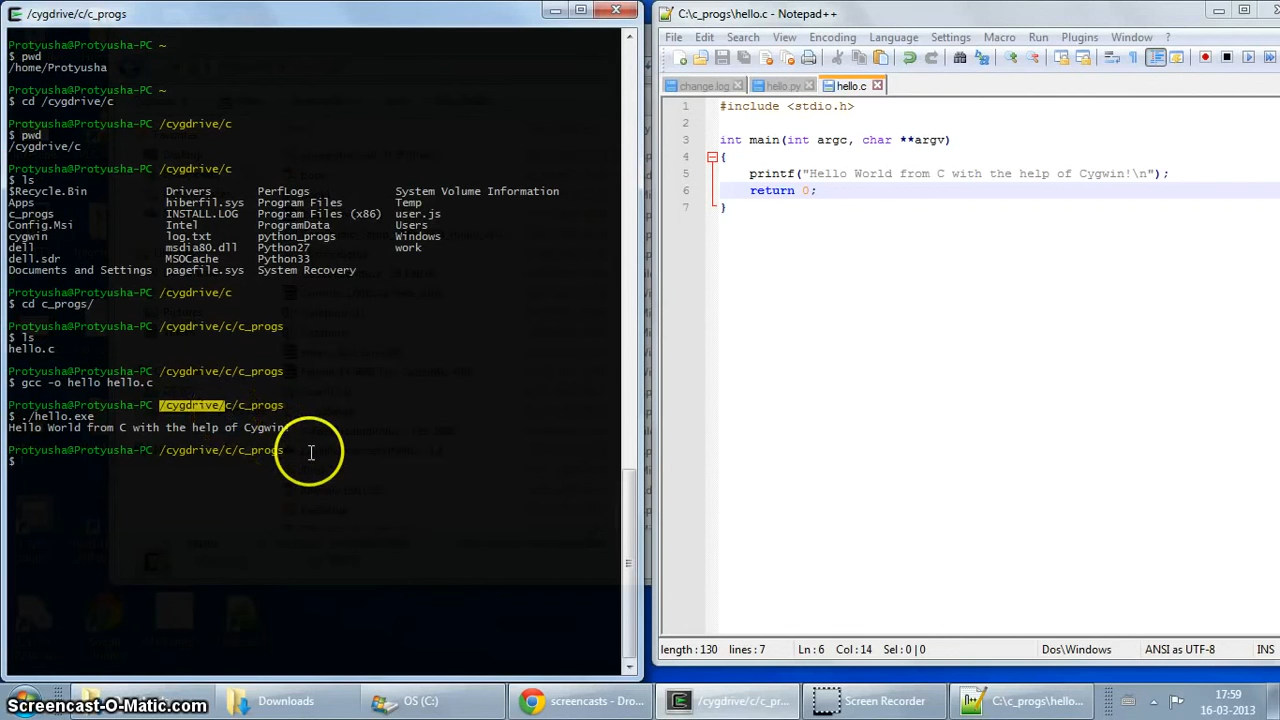 /cygdrive/c/c_progs
Protyusha@Protyusha-PC ~
$ pwd
/home/Protyusha
Protyusha@Protyusha-PC ~
$ cd /cygdrive/c
Protyusha@Protyusha-PC /cygdrive/c
$ pwd
/cygdrive/c
Protyusha@Protyusha-PC /cygdrive/c
$ ls
$Recycle.Bin Drivers PerfLogs System Volume Information
Apps hiberfil.sys Program Files Temp
c_progs INSTALL.LOG Program Files (x86) user.js
Config.Msi Intel ProgramData Users
cygwin log.txt python_progs Windows
dell msdia80.dll Python27 work
dell.sdr MSOCache Python33
Documents and Settings pagefile.sys System Recovery
Protyusha@Protyusha-PC /cygdrive/c
$ cd c_progs/
Protyusha@Protyusha-PC /cygdrive/c/c_progs
$ ls
hello.c
Protyusha@Protyusha-PC /cygdrive/c/c_progs
$ gcc -o hello hello.c
Protyusha@Protyusha-PC /cygdrive/c/c_progs
$ ./hello.exe
Hello World from C with the help of Cygwin!
Protyusha@Protyusha-PC /cygdrive/c/c_progs
$
C:\c_progs\hello.c - Notepad++
File Edit Search View Encoding Language Settings Macro Run Plugins Window ?
change.log hello.py hello.c
1 #include <stdio.h>
2
3 int main(int argc, char **argv)
4 {
5 printf("Hello World from C with the help of Cygwin!\n");
6 return 0;
7 }
length : 130 lines : 7 Ln : 6 Col : 14 Sel : 0 | 0 Dos\Windows ANSI as UTF-8 INS
Downloads OS (C:) screencasts - Dro... /cygdrive/c/c_pr... Screen Recorder C:\c_progs\hello... 17:59
16-03-2013
Screencast-O-Matic.com